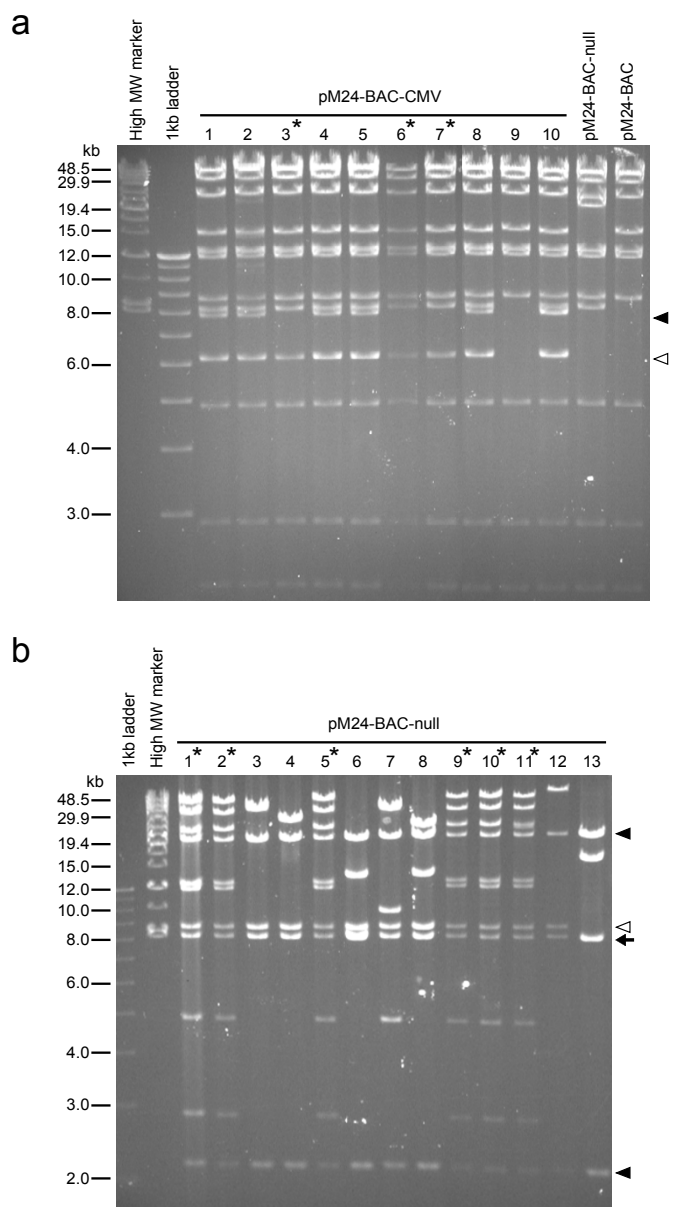 a
High MW marker
1kb ladder
pM24-BAC-CMV
pM24-BAC-null
pM24-BAC
1 2 3* 4 5 6* 7* 8 9 10
kb
48.5
29.9
19.4
15.0
12.0
10.0
8.0
6.0
4.0
3.0
b
1kb ladder
High MW marker
pM24-BAC-null
1* 2* 3 4 5* 6 7 8 9* 10* 11* 12 13
kb
48.5
29.9
19.4
15.0
12.0
10.0
8.0
6.0
4.0
3.0
2.0